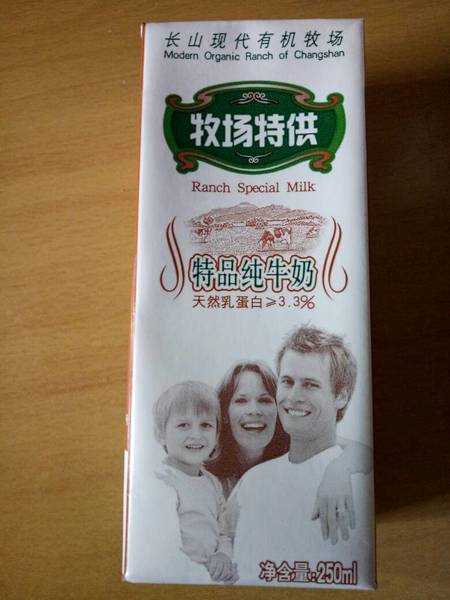 长山现代有机牧场
Modern Organic Ranch of Changshan
牧场特供
Ranch Special Milk
特品纯牛奶
天然乳蛋白≥3.3%
净含量:250ml